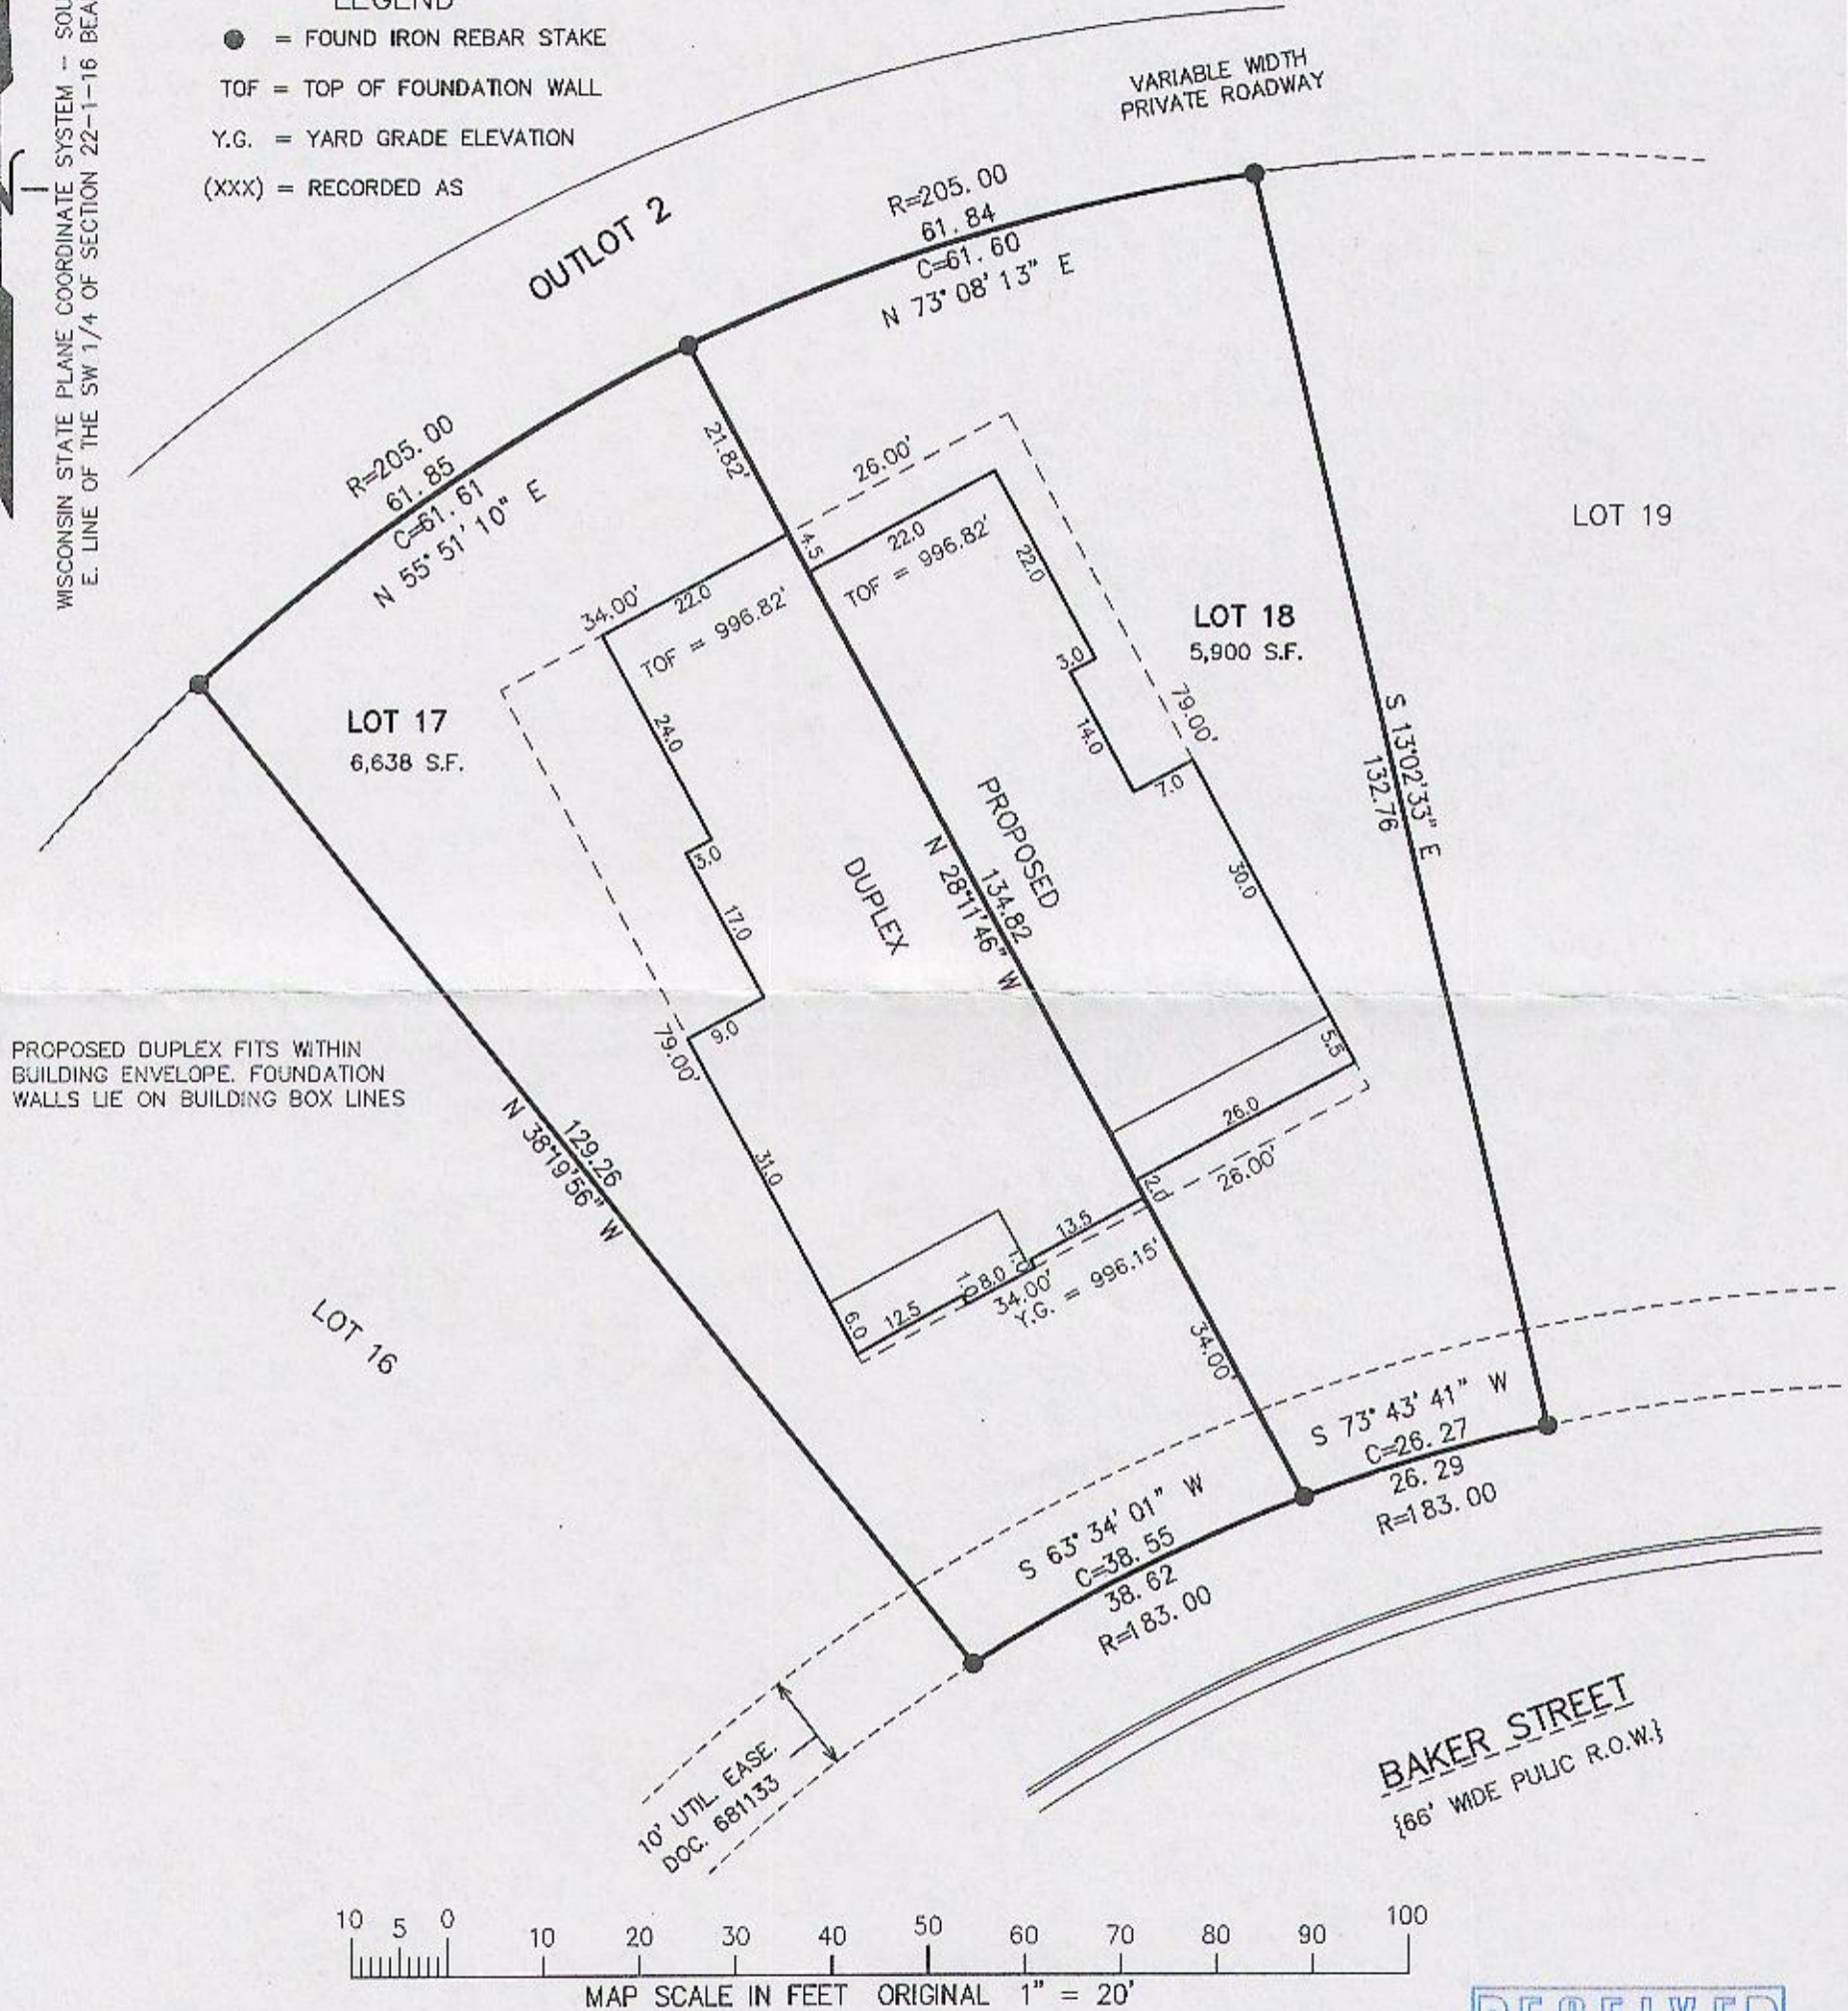 LEGEND
● = FOUND IRON REBAR STAKE
TOF = TOP OF FOUNDATION WALL
Y.G. = YARD GRADE ELEVATION
(XXX) = RECORDED AS
WISCONSIN STATE PLANE COORDINATE SYSTEM - SOU
E. LINE OF THE SW 1/4 OF SECTION 22-1-16 BEA
VARIABLE WIDTH
PRIVATE ROADWAY
OUTLOT 2
R=205.00
61.84
C=61.60
N 73°08'13" E
R=205.00
61.85
C=61.61
N 55°51'10" E
21.82'
26.00'
4.5
22.0
TOF = 996.82'
22.0
LOT 19
34.00'
22.0
TOF = 996.82'
LOT 18
5,900 S.F.
3.0
79.00'
14.0
7.0
S 13°02'33" E
132.76
LOT 17
6,638 S.F.
24.0
3.0
17.0
9.0
79.00'
PROPOSED
DUPLEX
134.82
N 28°11'46" W
30.0
5.5
26.0
26.00'
2.0
PROPOSED DUPLEX FITS WITHIN
BUILDING ENVELOPE. FOUNDATION
WALLS LIE ON BUILDING BOX LINES
129.26
N 38°19'56" W
31.0
6.0
12.5
1.0
8.0
1.0
13.5
34.00'
Y.G. = 996.15'
34.00'
LOT 16
S 73°43'41" W
C=26.27
26.29
R=183.00
S 63°34'01" W
C=38.55
38.62
R=183.00
10' UTIL. EASE.
DOC. 681133
BAKER STREET
{66' WIDE PULIC R.O.W.}
10 5 0 10 20 30 40 50 60 70 80 90 100
MAP SCALE IN FEET ORIGINAL 1" = 20'